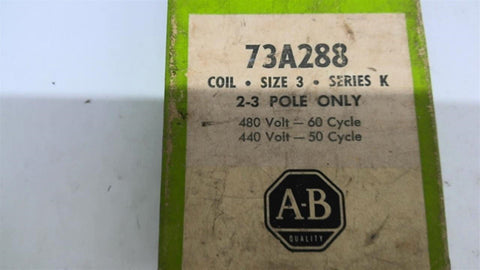 73A288
COIL • SIZE 3 • SERIES K
2-3 POLE ONLY
480 Volt – 60 Cycle
440 Volt – 50 Cycle
A-B
QUALITY